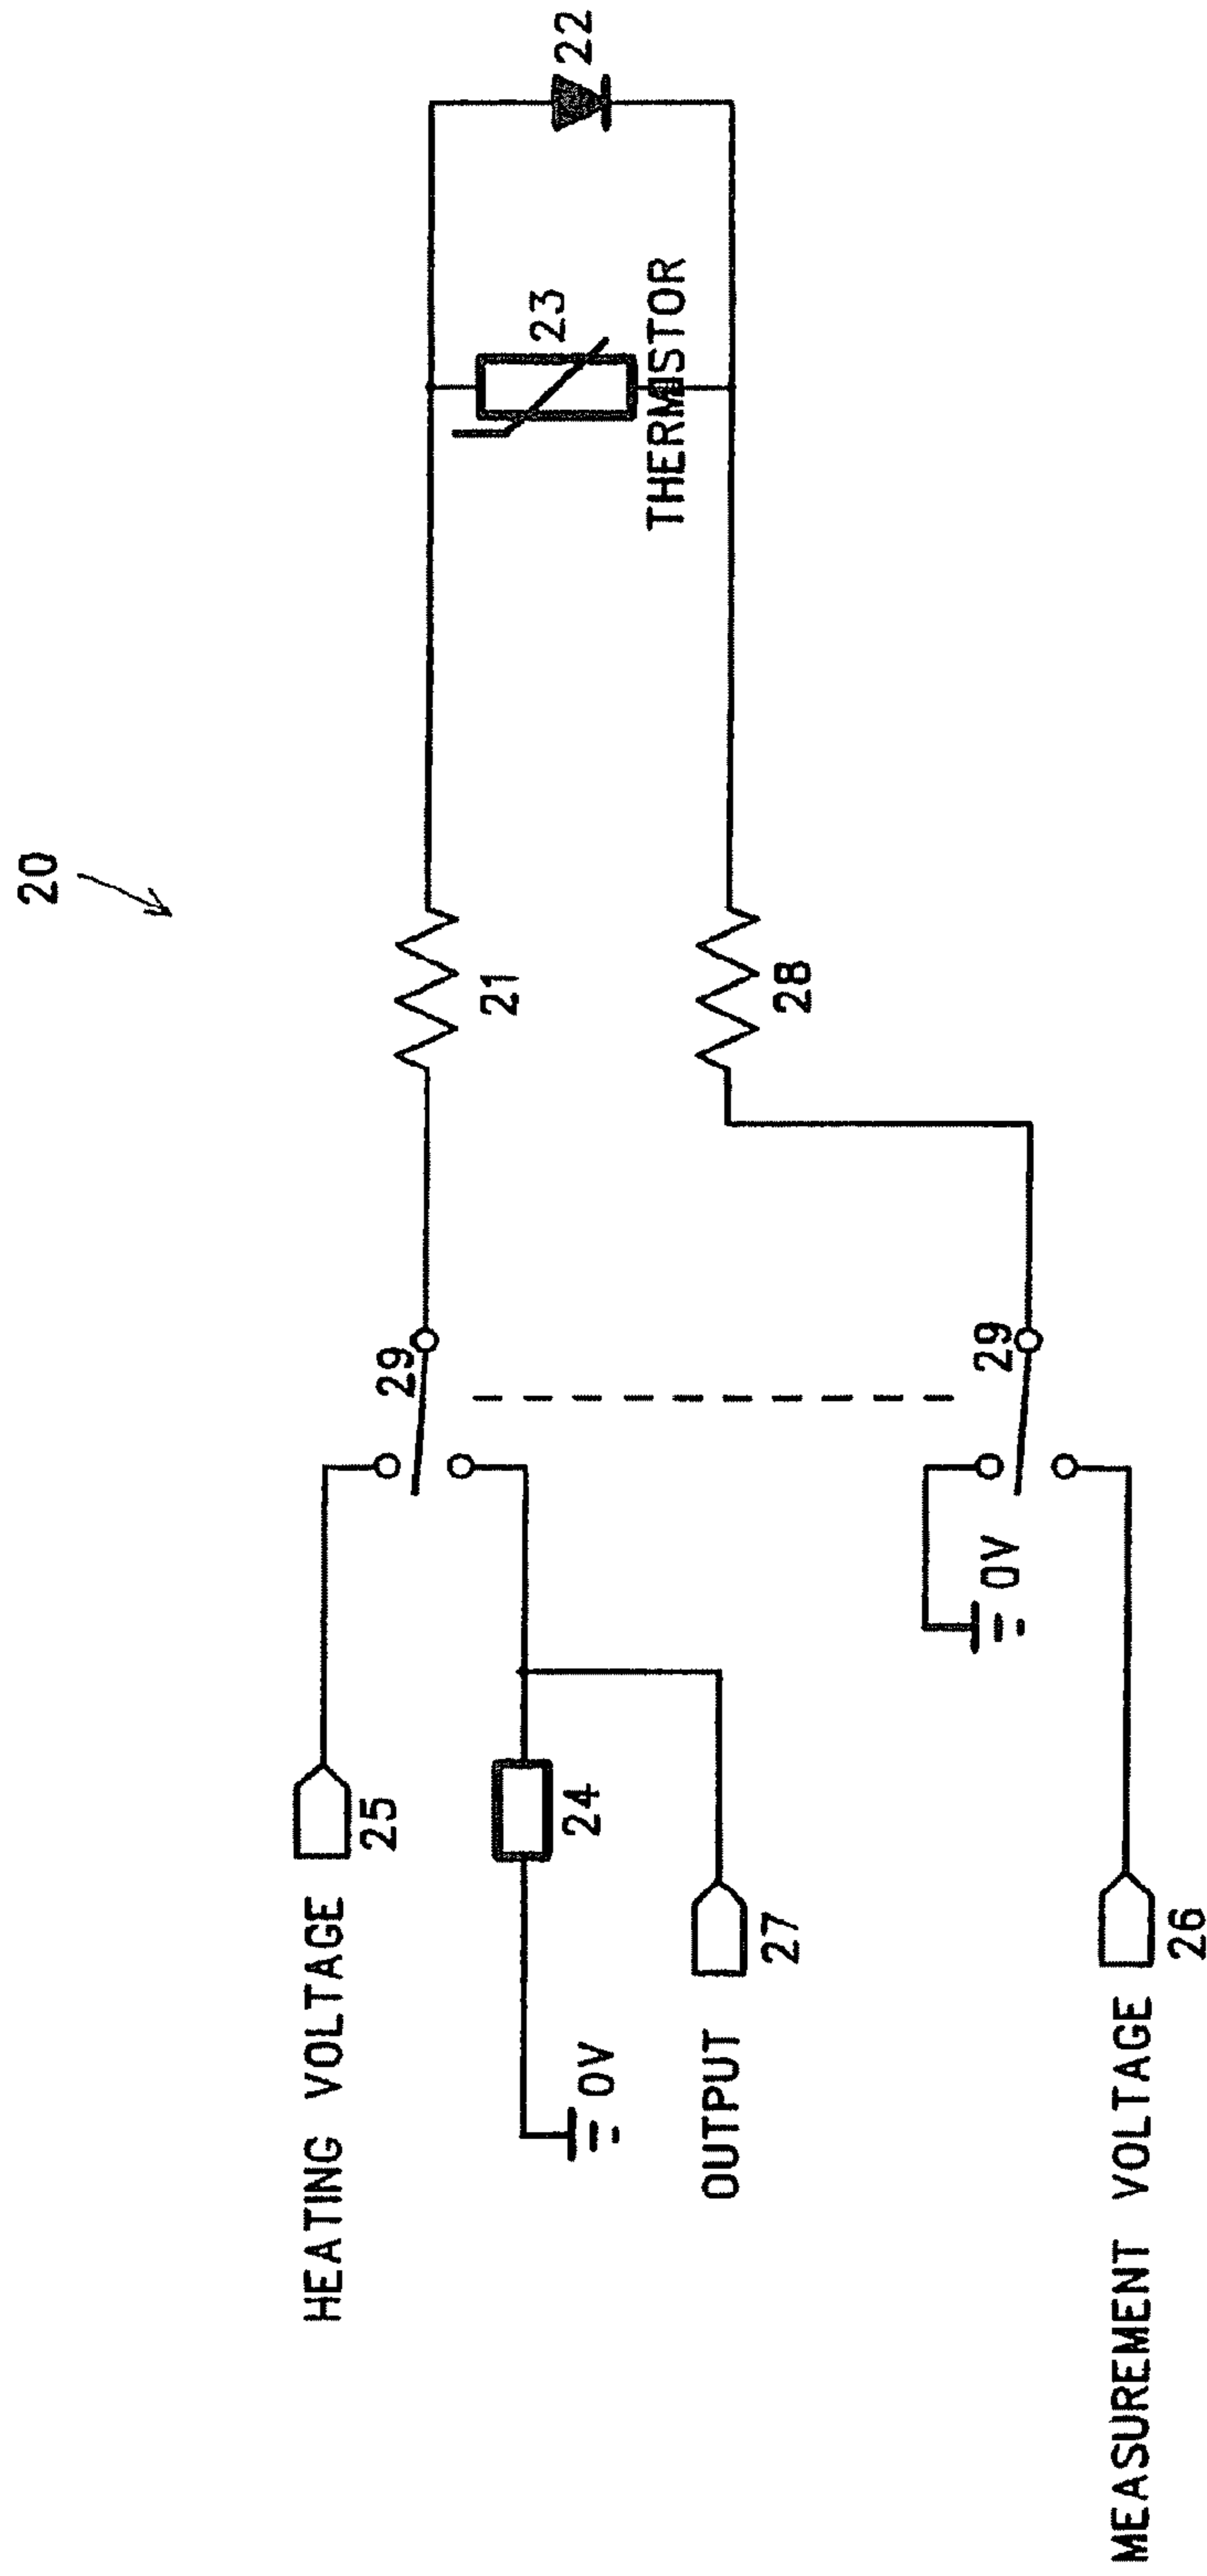 20
22
23
THERMISTOR
21
28
29
29
HEATING VOLTAGE
25
24
0V
0V
OUTPUT
27
MEASUREMENT VOLTAGE
26